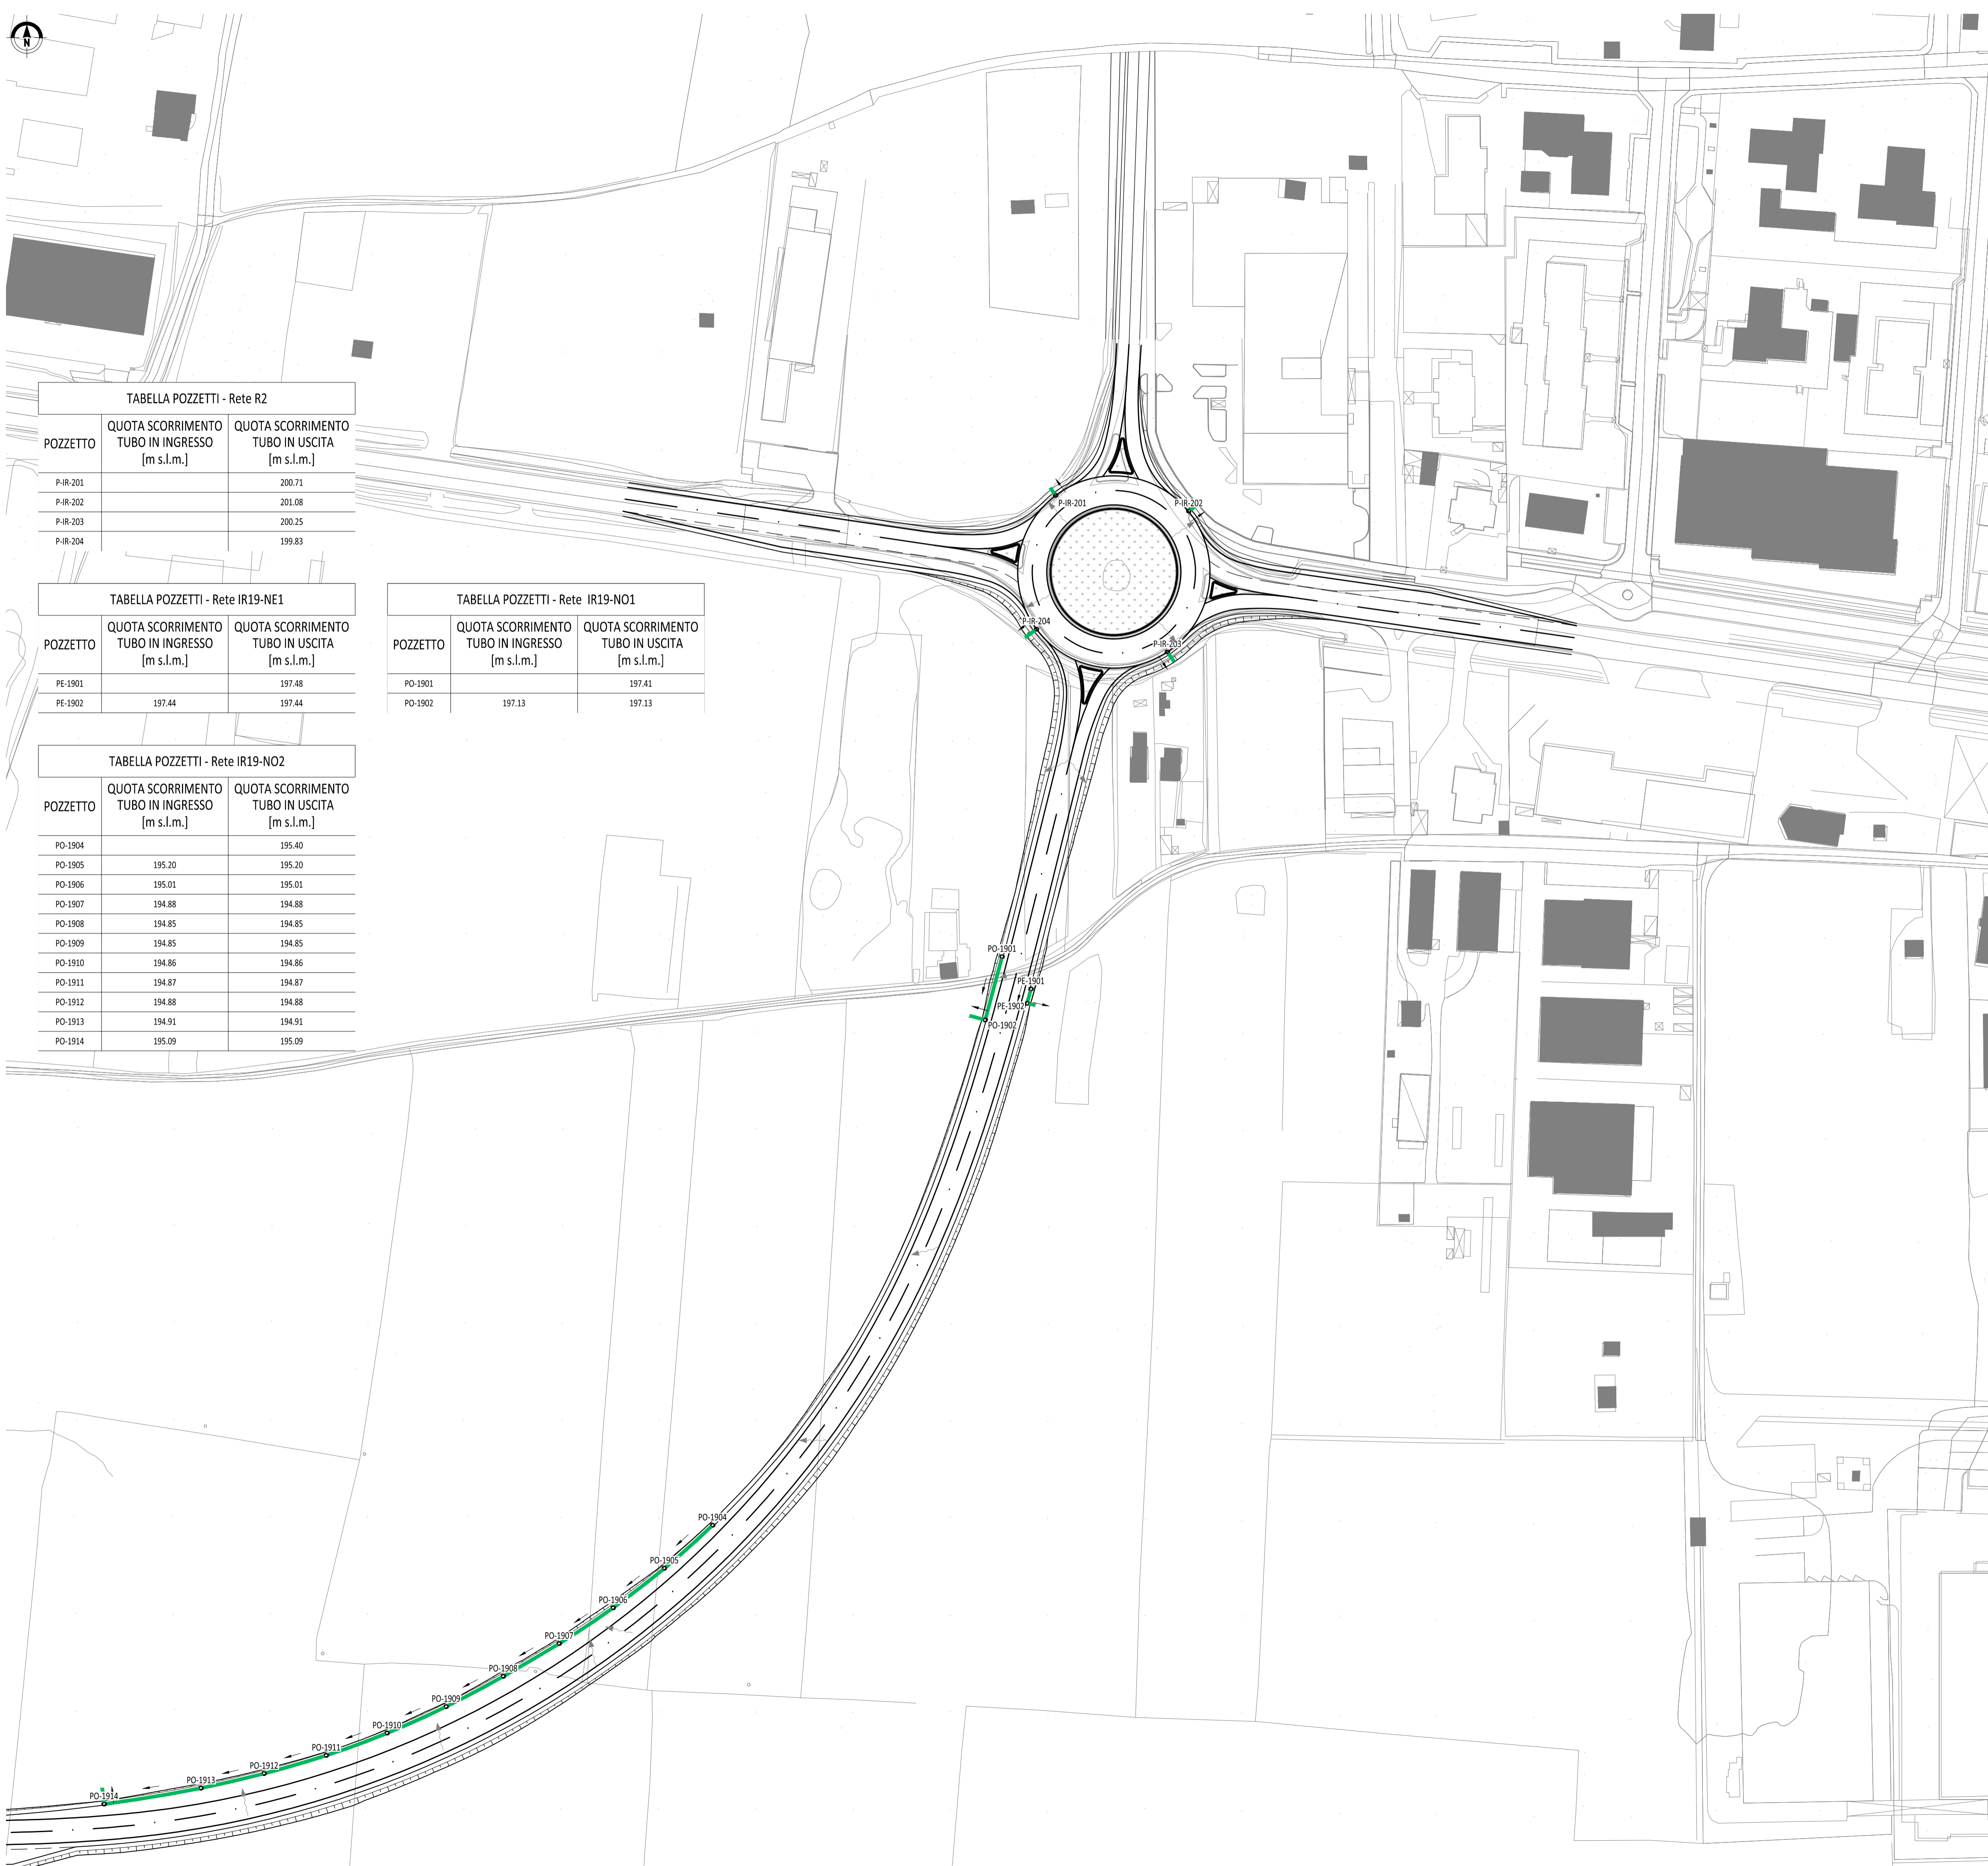 N
TABELLA POZZETTI - Rete R2
POZZETTO
QUOTA SCORRIMENTO
TUBO IN INGRESSO
[m s.l.m.]
QUOTA SCORRIMENTO
TUBO IN USCITA
[m s.l.m.]
P-IR-201 200.71
P-IR-202 201.08
P-IR-203 200.25
P-IR-204 199.83
TABELLA POZZETTI - Rete IR19-NE1
POZZETTO
QUOTA SCORRIMENTO
TUBO IN INGRESSO
[m s.l.m.]
QUOTA SCORRIMENTO
TUBO IN USCITA
[m s.l.m.]
PE-1901 197.48
PE-1902 197.44 197.44
TABELLA POZZETTI - Rete IR19-NO1
POZZETTO
QUOTA SCORRIMENTO
TUBO IN INGRESSO
[m s.l.m.]
QUOTA SCORRIMENTO
TUBO IN USCITA
[m s.l.m.]
PO-1901 197.41
PO-1902 197.13 197.13
TABELLA POZZETTI - Rete IR19-NO2
POZZETTO
QUOTA SCORRIMENTO
TUBO IN INGRESSO
[m s.l.m.]
QUOTA SCORRIMENTO
TUBO IN USCITA
[m s.l.m.]
PO-1904 195.40
PO-1905 195.20 195.20
PO-1906 195.01 195.01
PO-1907 194.88 194.88
PO-1908 194.85 194.85
PO-1909 194.85 194.85
PO-1910 194.86 194.86
PO-1911 194.87 194.87
PO-1912 194.88 194.88
PO-1913 194.91 194.91
PO-1914 195.09 195.09
P-IR-201
P-IR-202
P-IR-204
P-IR-203
PO-1901
PE-1901
PE-1902
PO-1902
PO-1904
PO-1905
PO-1906
PO-1907
PO-1908
PO-1909
PO-1910
PO-1911
PO-1912
PO-1913
PO-1914